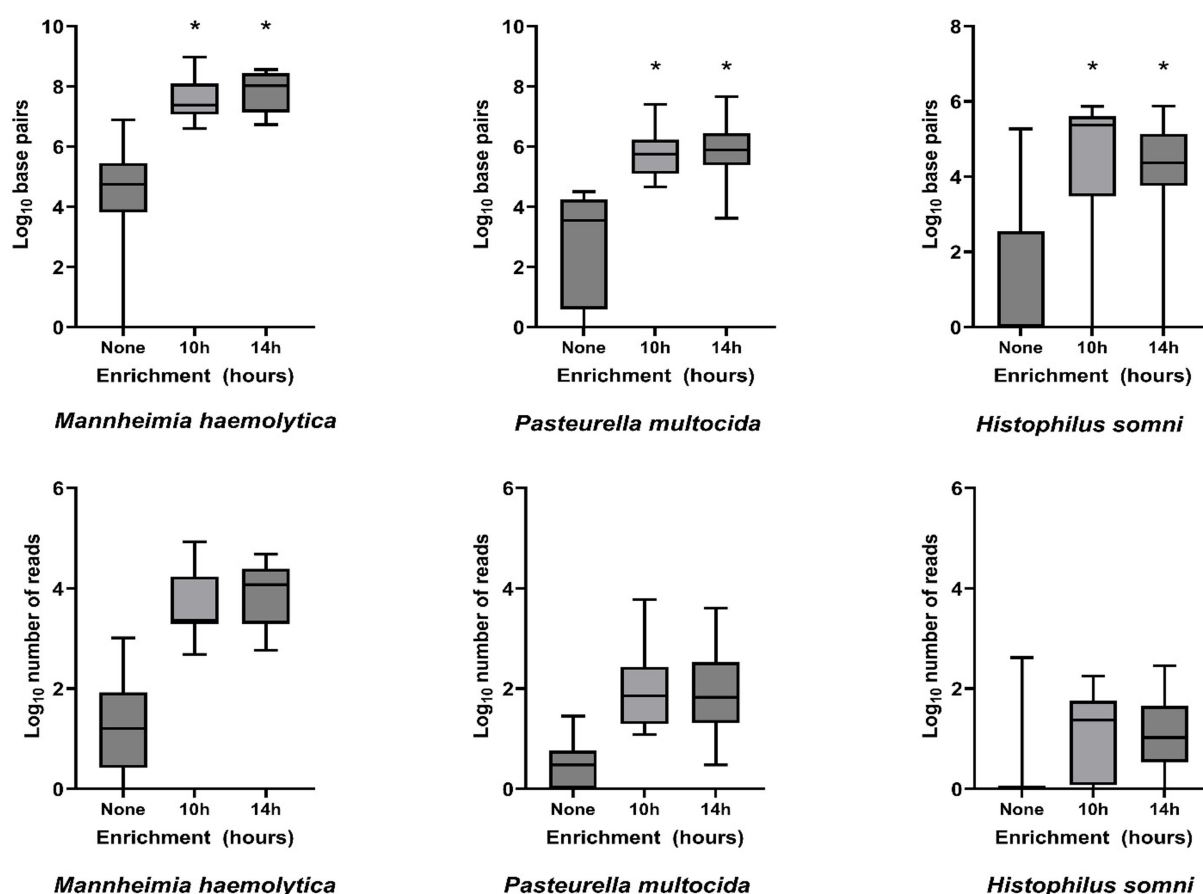 10
8
6
4
2
0
Log10 base pairs
* *
None 10h 14h
Enrichment (hours)
Mannheimia haemolytica
10
8
6
4
2
0
Log10 base pairs
* *
None 10h 14h
Enrichment (hours)
Pasteurella multocida
8
6
4
2
0
Log10 base pairs
* *
None 10h 14h
Enrichment (hours)
Histophilus somni
6
4
2
0
Log10 number of reads
None 10h 14h
Enrichment (hours)
Mannheimia haemolytica
6
4
2
0
Log10 number of reads
None 10h 14h
Enrichment (hours)
Pasteurella multocida
6
4
2
0
Log10 number of reads
None 10h 14h
Enrichment (hours)
Histophilus somni